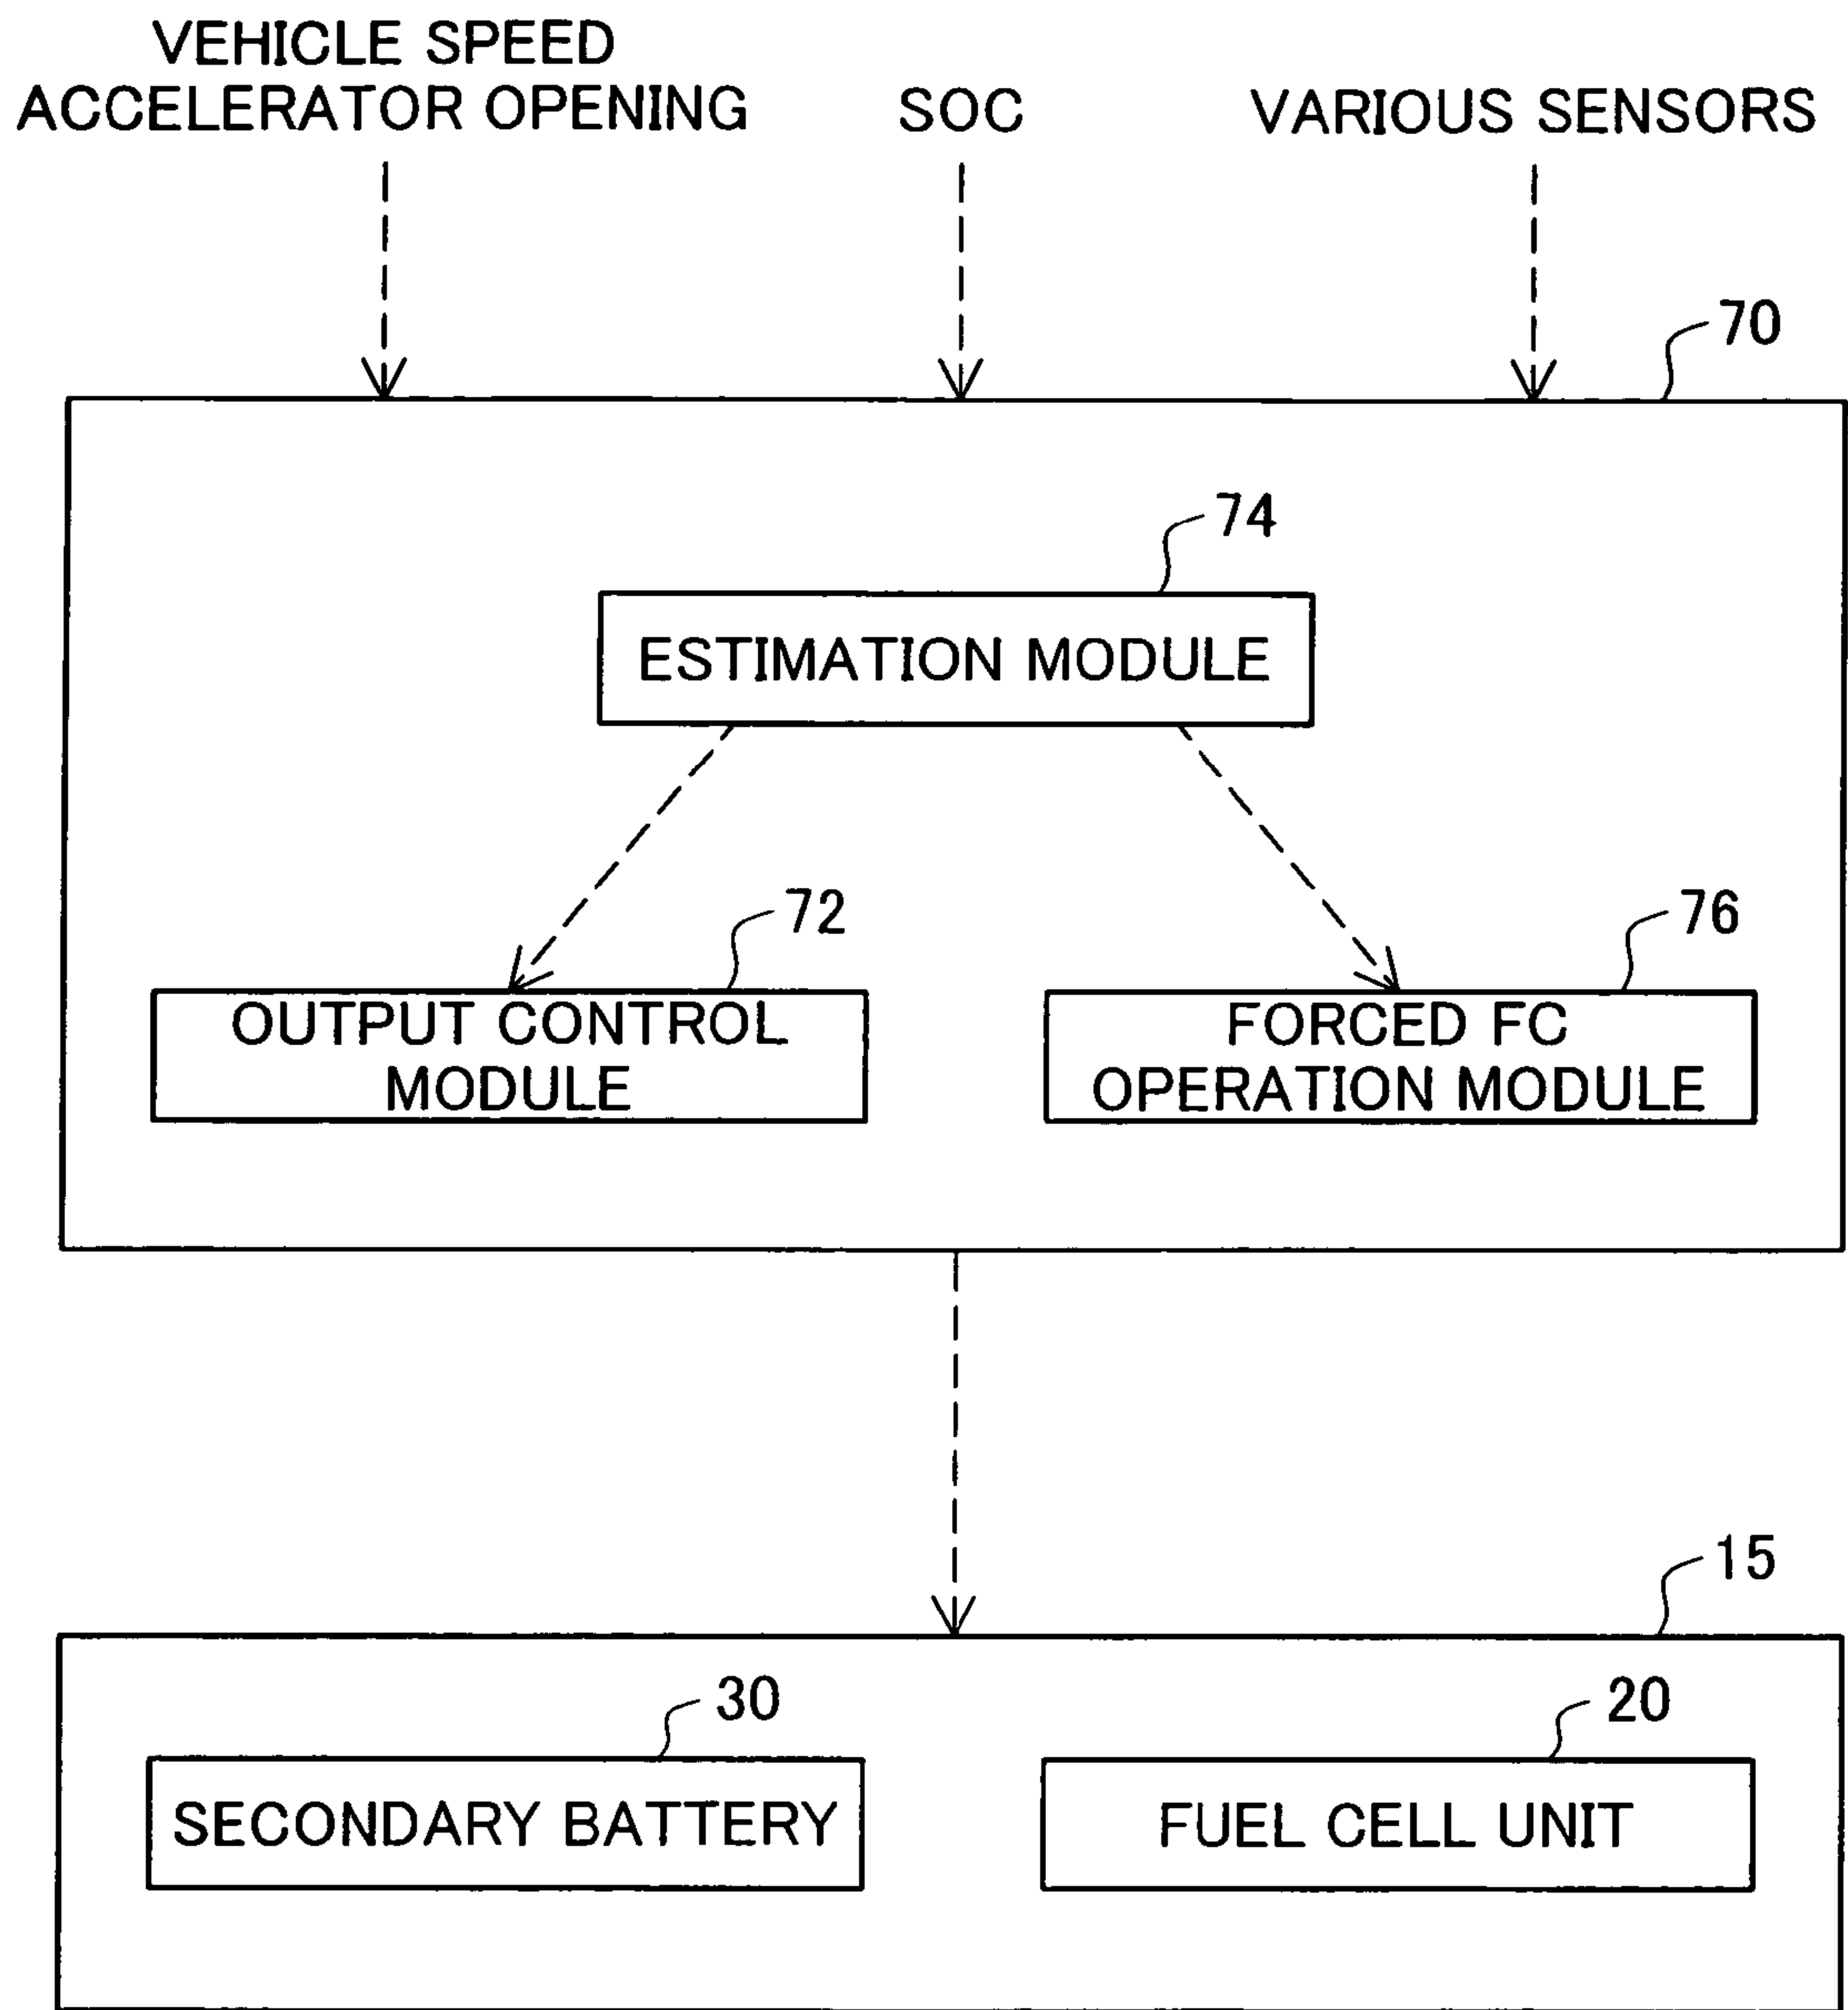 VEHICLE SPEED
ACCELERATOR OPENING
SOC
VARIOUS SENSORS
70
74
ESTIMATION MODULE
72
76
OUTPUT CONTROL
MODULE
FORCED FC
OPERATION MODULE
15
30
20
SECONDARY BATTERY
FUEL CELL UNIT